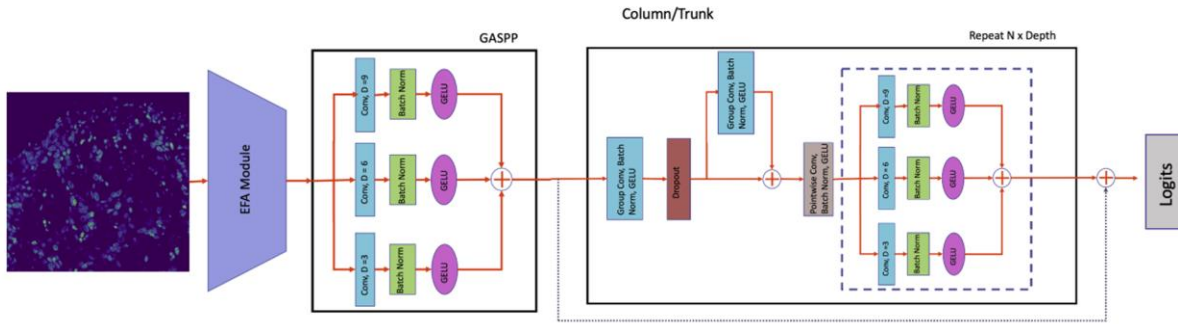 Column/Trunk
GASPP
Repeat N x Depth
EFA Module
Conv, D =9
Batch Norm
GELU
Conv, D = 6
Batch Norm
GELU
Conv, D =3
Batch Norm
GELU
Group Conv, Batch
Norm, GELU
Dropout
Group Conv, Batch
Norm, GELU
Pointwise Conv,
Batch Norm, GELU
Conv, D =9
Batch Norm
GELU
Conv, D = 6
Batch Norm
GELU
Conv, D =3
Batch Norm
GELU
Logits